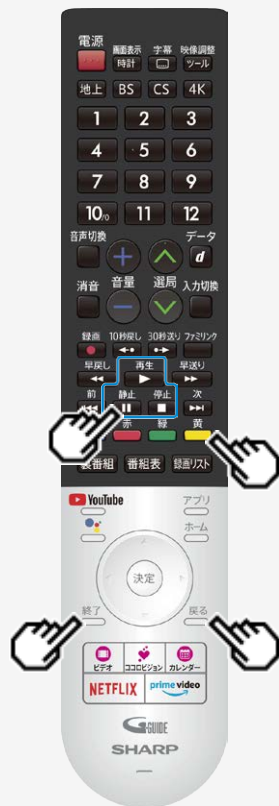 電源
画面表示 字幕 映像調整
時計 ツール
地上 BS CS 4K
1 2 3
4 5 6
7 8 9
10/0 11 12
音声切換 データ
d
消音 音量 選局 入力切換
録画 10秒戻し 30秒送り ファミリンク
早戻し 再生 早送り
前 静止 停止 次
赤 緑 黄
裏番組 番組表 録画リスト
YouTube アプリ
ホーム
決定
終了 戻る
ビデオ ココロビジョン カレンダー
NETFLIX prime video
G-GUIDE
SHARP